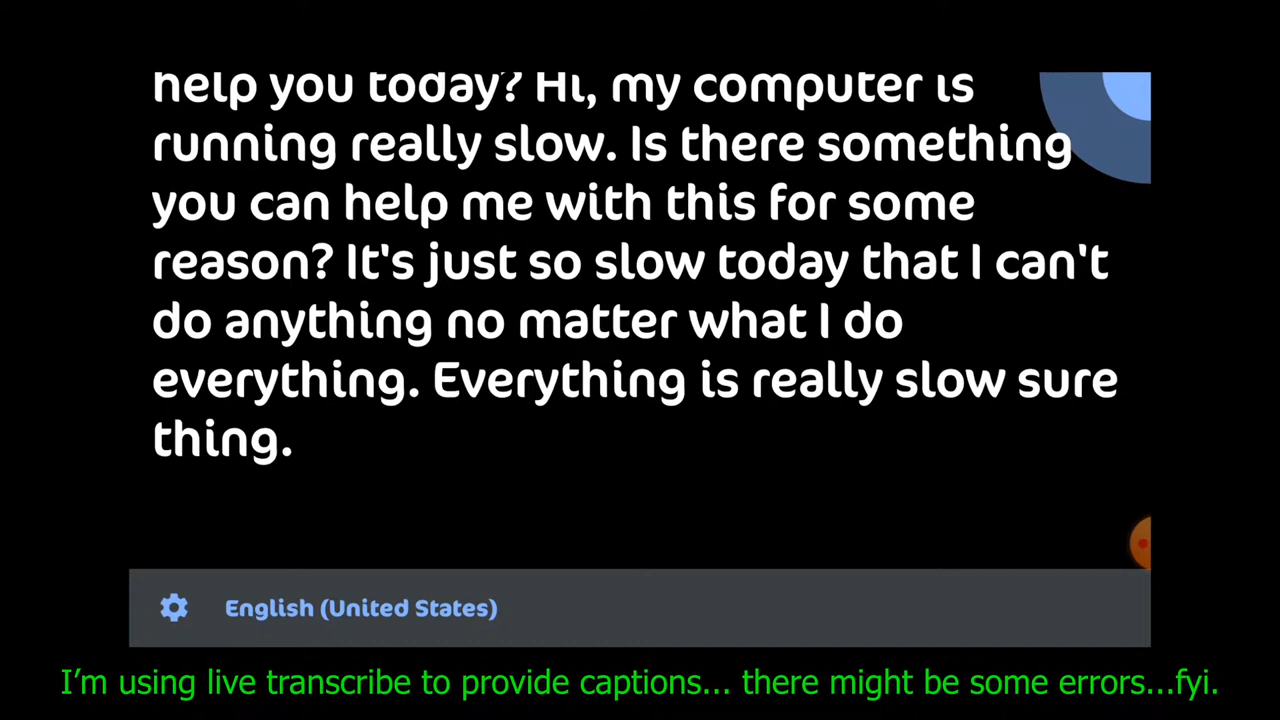 help you today? Hi, my computer is
running really slow. Is there something
you can help me with this for some
reason? It's just so slow today that I can't
do anything no matter what I do
everything. Everything is really slow sure
thing.
English (United States)
I'm using live transcribe to provide captions... there might be some errors...fyi.